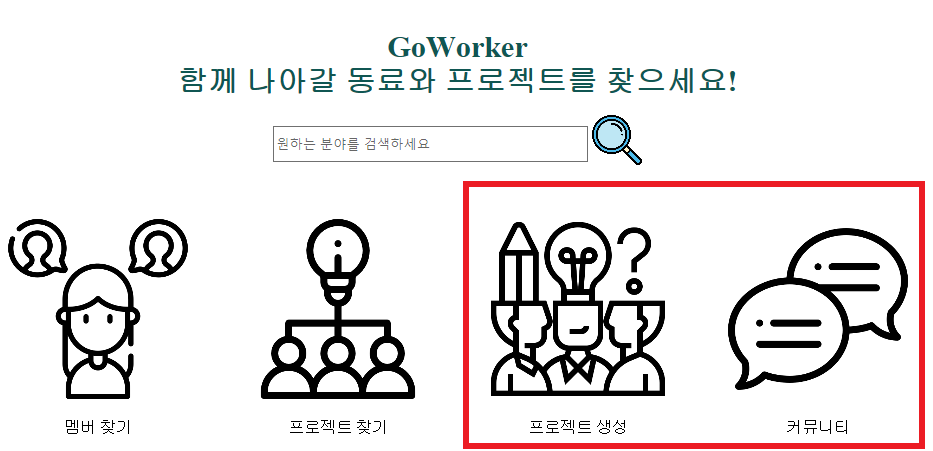 GoWorker
함께 나아갈 동료와 프로젝트를 찾으세요!
원하는 분야를 검색하세요
멤버 찾기
프로젝트 찾기
프로젝트 생성
커뮤니티